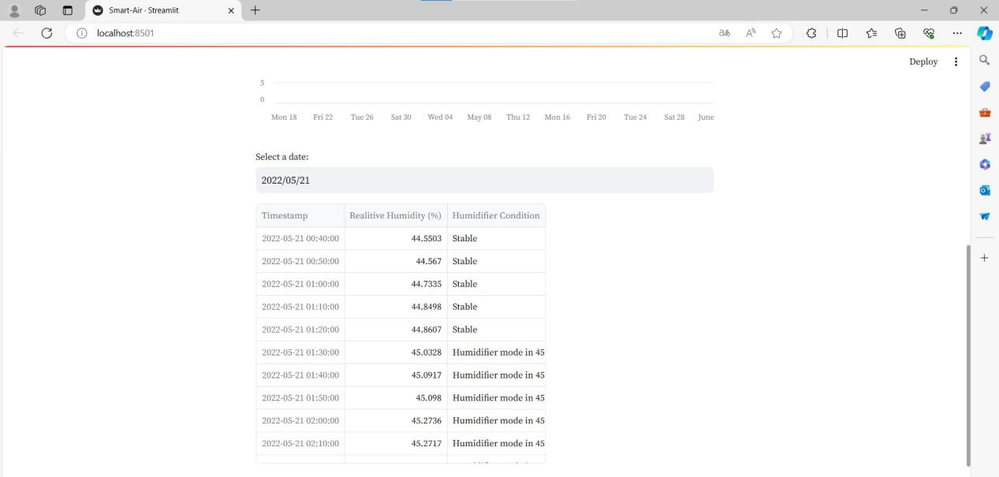 Smart-Air · Streamlit
localhost:8501
Deploy
5
0
Mon 18 Fri 22 Tue 26 Sat 30 Wed 04 May 08 Thu 12 Mon 16 Fri 20 Tue 24 Sat 28 June
Select a date:
2022/05/21
Timestamp Realitive Humidity (%) Humidifier Condition
2022-05-21 00:40:00 44.5503 Stable
2022-05-21 00:50:00 44.567 Stable
2022-05-21 01:00:00 44.7335 Stable
2022-05-21 01:10:00 44.8498 Stable
2022-05-21 01:20:00 44.8607 Stable
2022-05-21 01:30:00 45.0328 Humidifier mode in 45
2022-05-21 01:40:00 45.0917 Humidifier mode in 45
2022-05-21 01:50:00 45.098 Humidifier mode in 45
2022-05-21 02:00:00 45.2736 Humidifier mode in 45
2022-05-21 02:10:00 45.2717 Humidifier mode in 45